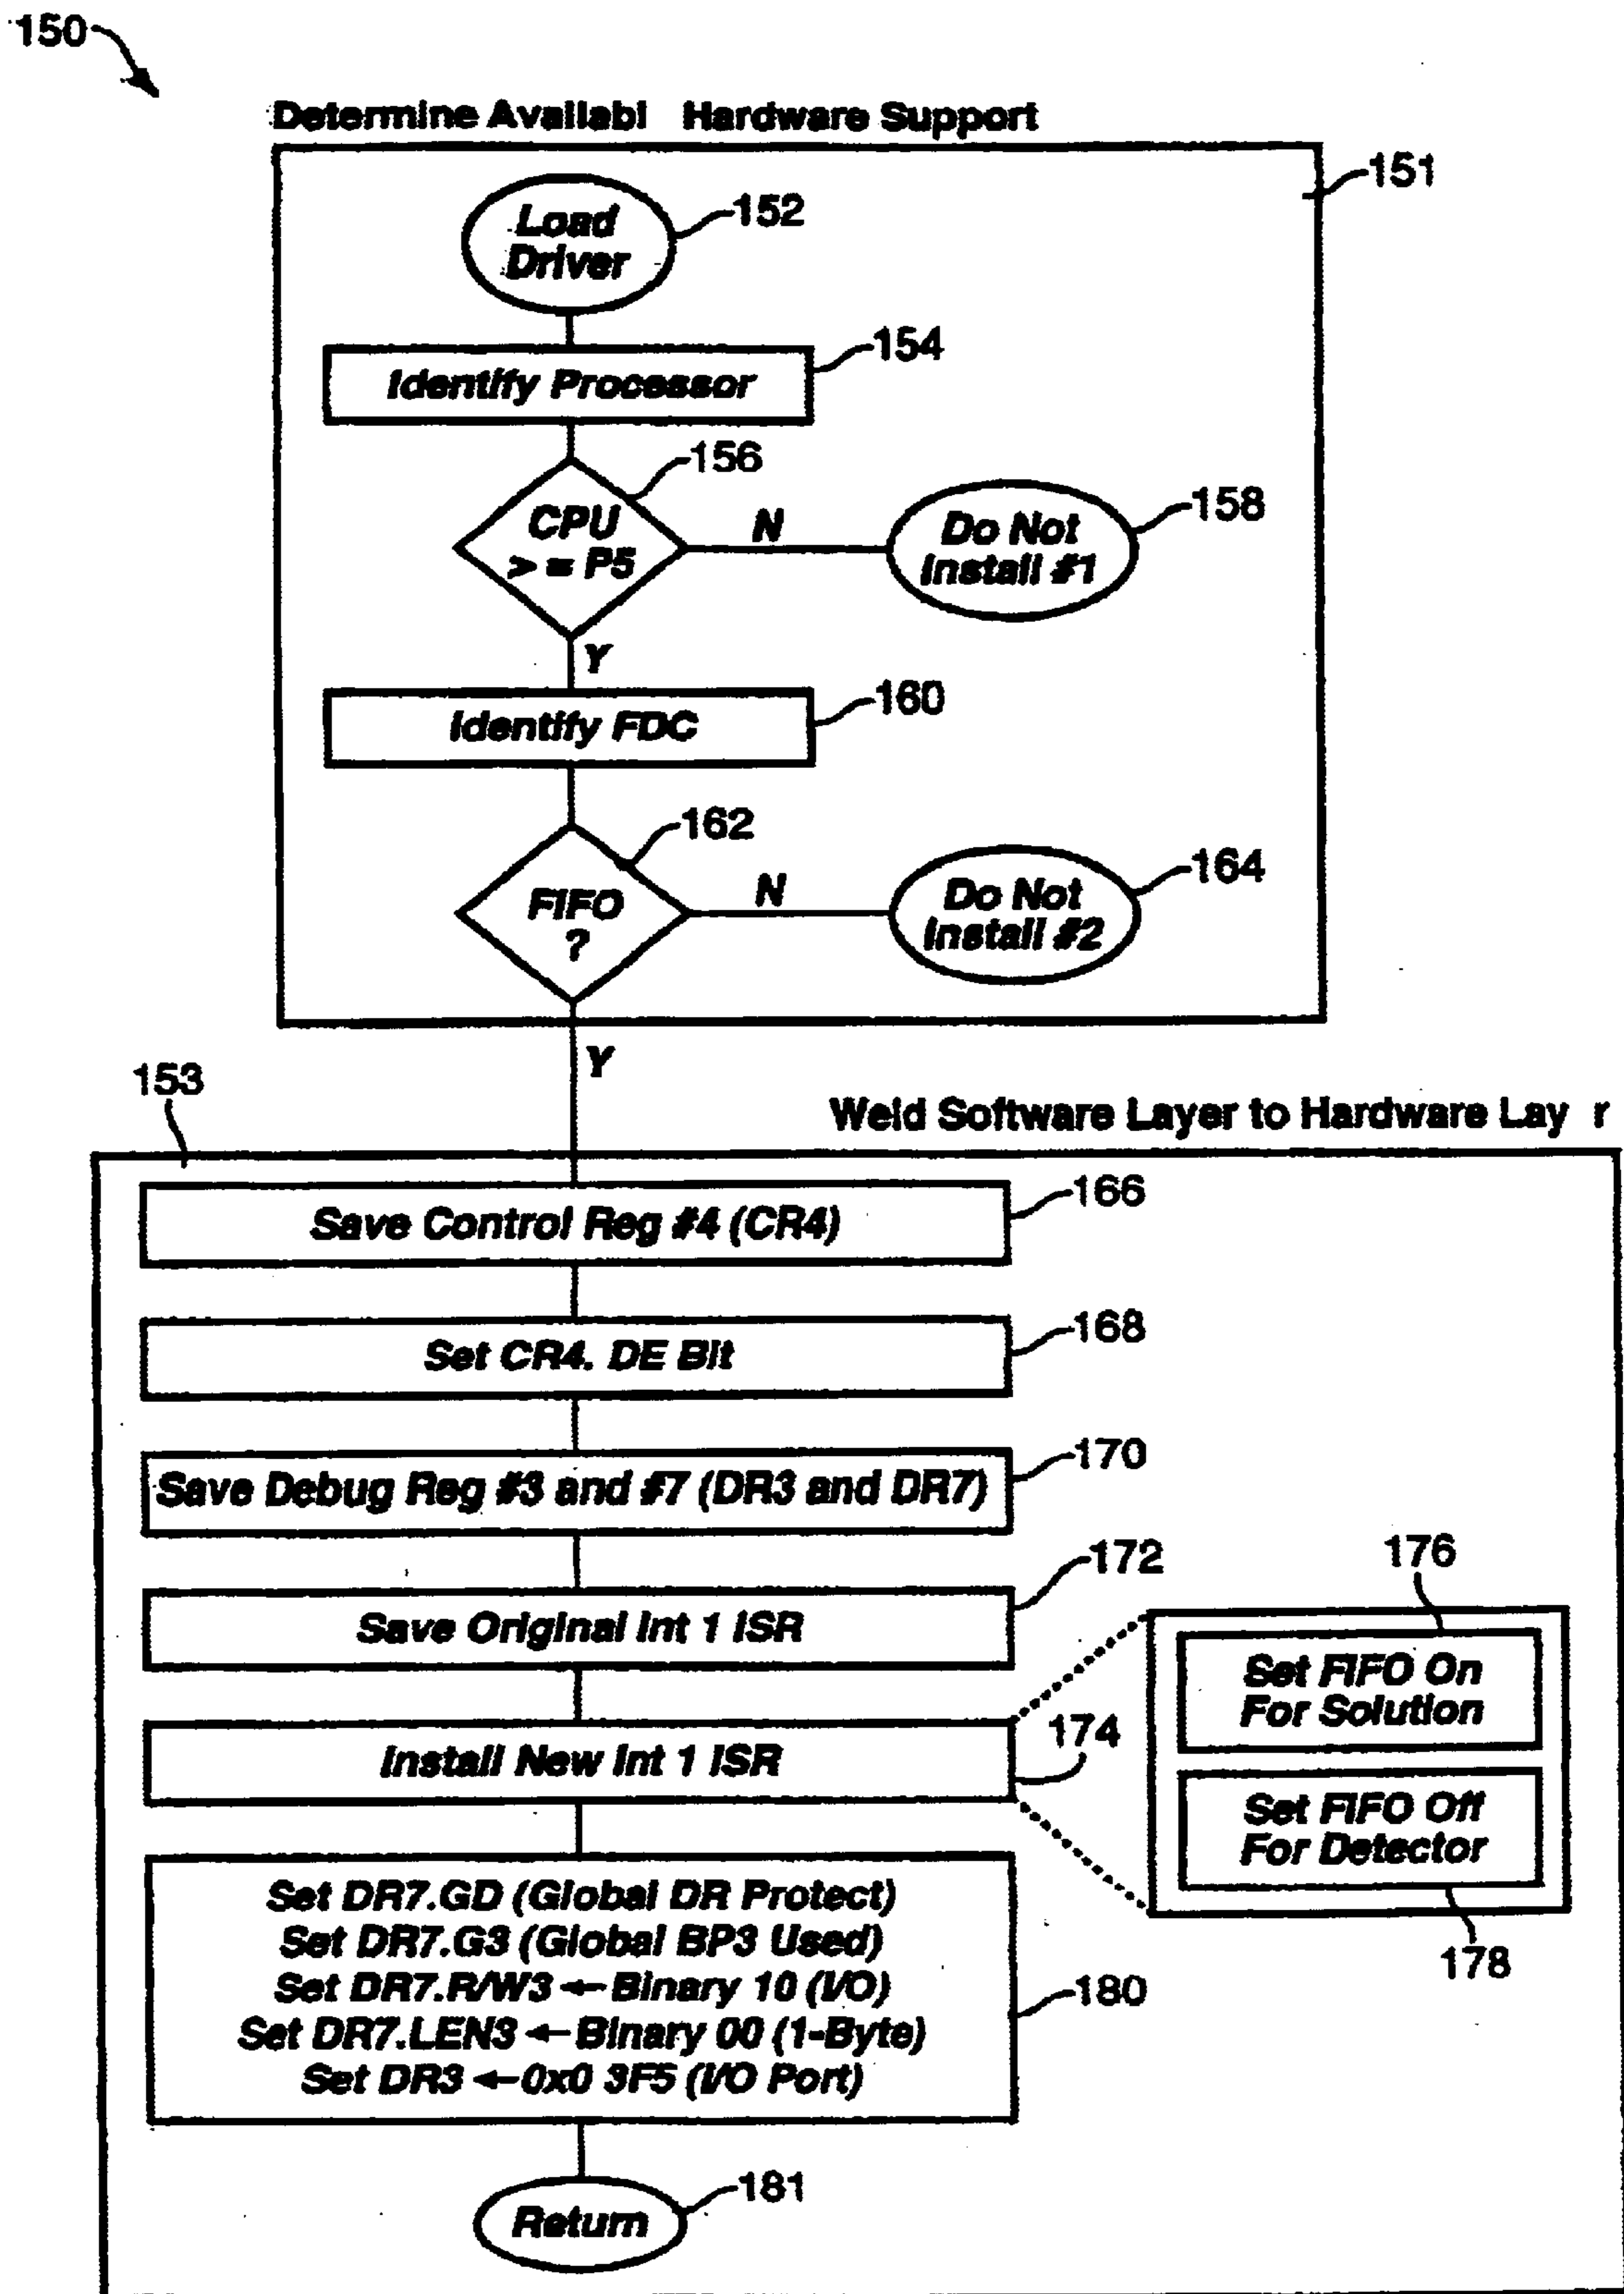 150
Determine Availabl Hardware Support
151
Load
Driver
152
Identify Processor
154
CPU
> = P5
156
N
Do Not
Install #1
158
Y
Identify FDC
160
FIFO
?
162
N
Do Not
Install #2
164
Y
153
Weld Software Layer to Hardware Lay r
Save Control Reg #4 (CR4)
166
Set CR4. DE Bit
168
Save Debug Reg #3 and #7 (DR3 and DR7)
170
Save Original Int 1 ISR
172
Install New Int 1 ISR
174
176
Set FIFO On
For Solution
Set FIFO Off
For Detector
178
Set DR7.GD (Global DR Protect)
Set DR7.G3 (Global BP3 Used)
Set DR7.R/W3 ← Binary 10 (I/O)
Set DR7.LEN3 ← Binary 00 (1-Byte)
Set DR3 ← 0x0 3F5 (I/O Port)
180
Return
181